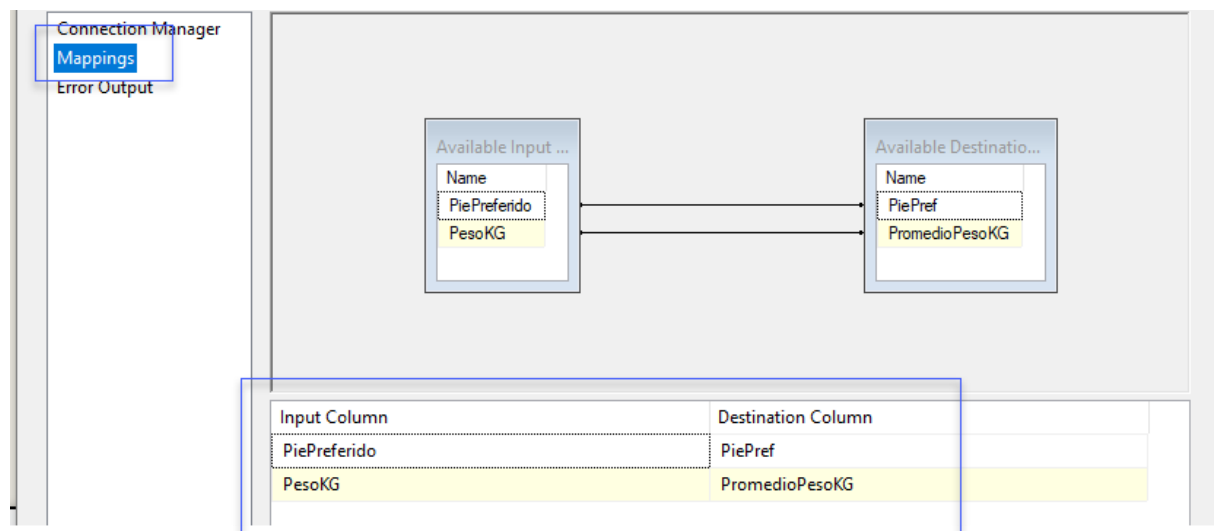 Connection Manager
Mappings
Error Output
Available Input ...
Name
PiePreferido
PesoKG
Available Destinatio...
Name
PiePref
PromedioPesoKG
Input Column Destination Column
PiePreferido PiePref
PesoKG PromedioPesoKG